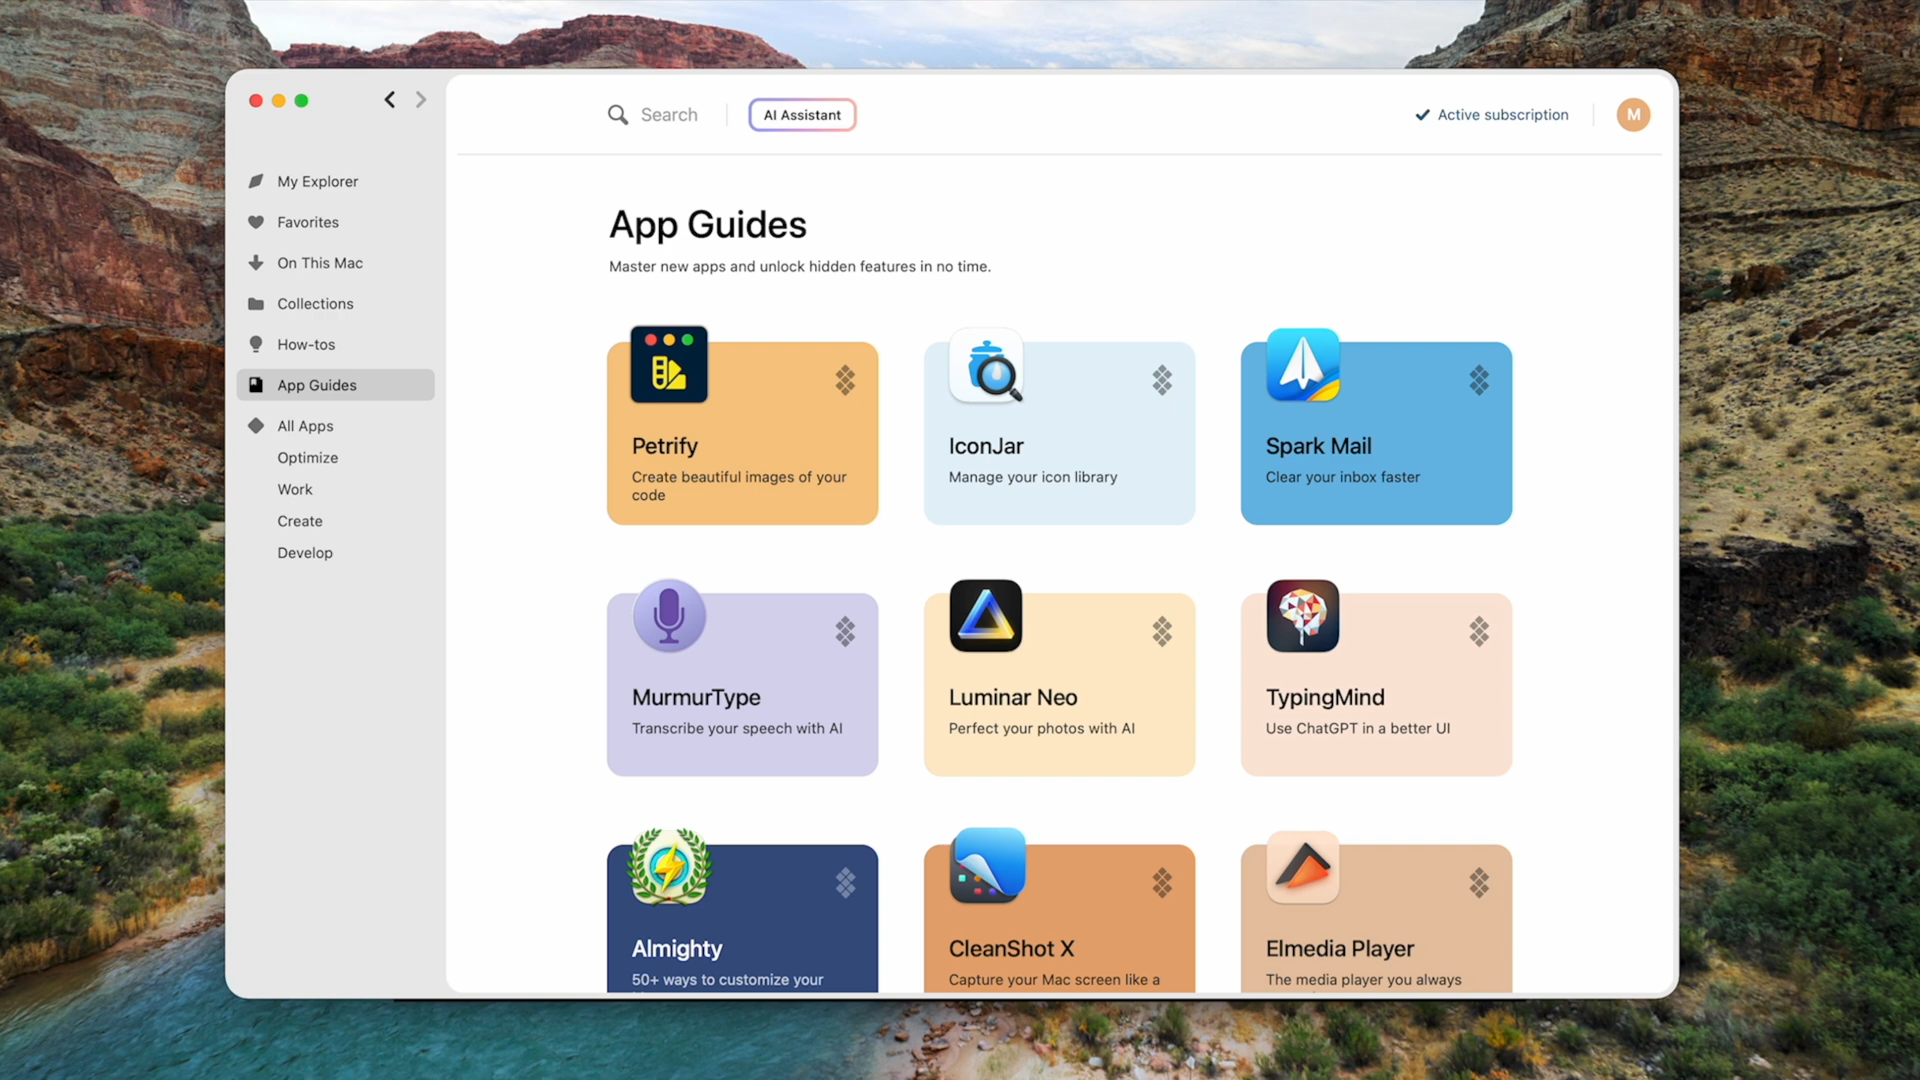 Search
AI Assistant
Active subscription
M
My Explorer
Favorites
On This Mac
Collections
How-tos
App Guides
All Apps
Optimize
Work
Create
Develop
App Guides
Master new apps and unlock hidden features in no time.
Petrify
Create beautiful images of your
code
IconJar
Manage your icon library
Spark Mail
Clear your inbox faster
MurmurType
Transcribe your speech with AI
Luminar Neo
Perfect your photos with AI
TypingMind
Use ChatGPT in a better UI
Almighty
50+ ways to customize your
CleanShot X
Capture your Mac screen like a
Elmedia Player
The media player you always